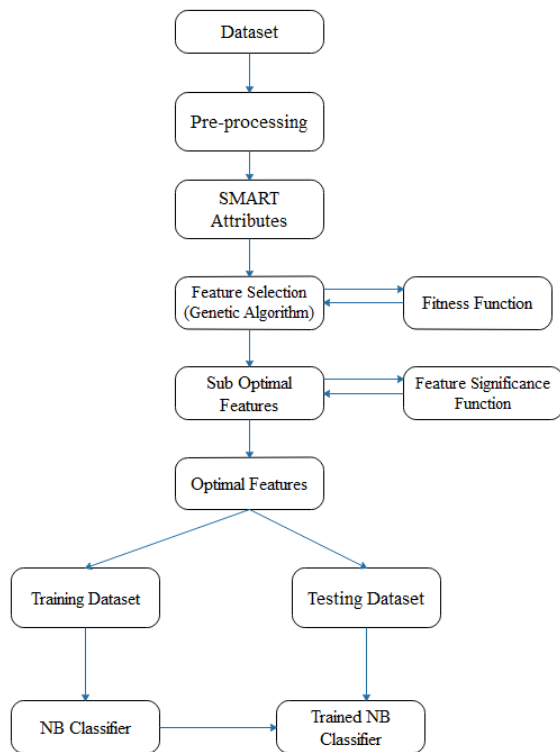 Dataset
Pre-processing
SMART
Attributes
Feature Selection
(Genetic Algorithm)
Fitness Function
Sub Optimal
Features
Feature Significance
Function
Optimal Features
Training Dataset
Testing Dataset
NB Classifier
Trained NB
Classifier